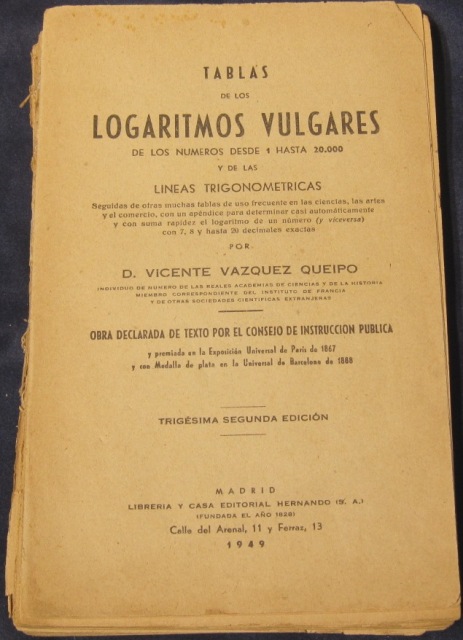 TABLAS
DE LOS
LOGARITMOS VULGARES
DE LOS NUMEROS DESDE 1 HASTA 20.000
Y DE LAS
LINEAS TRIGONOMETRICAS
Seguidas de otras muchas tablas de uso frecuente en las ciencias, las artes
y el comercio, con un apéndice para determinar casi automáticamente
y con suma rapidez el logaritmo de un número (y viceversa)
con 7, 8 y hasta 20 decimales exactas
POR
D. VICENTE VAZQUEZ QUEIPO
INDIVIDUO DE NUMERO DE LAS REALES ACADEMIAS DE CIENCIAS Y DE LA HISTORIA
MIEMBRO CORRESPONDIENTE DEL INSTITUTO DE FRANCIA
Y DE OTRAS SOCIEDADES CIENTIFICAS EXTRANJERAS
OBRA DECLARADA DE TEXTO POR EL CONSEJO DE INSTRUCCION PUBLICA
y premiada en la Exposición Universal de París de 1867
y con Medalla de plata en la Universal de Barcelona de 1888
TRIGÉSIMA SEGUNDA EDICIÓN
MADRID
LIBRERIA Y CASA EDITORIAL HERNANDO (S. A.)
(FUNDADA EL AÑO 1828)
Calle del Arenal, 11 y Ferraz, 13
1949